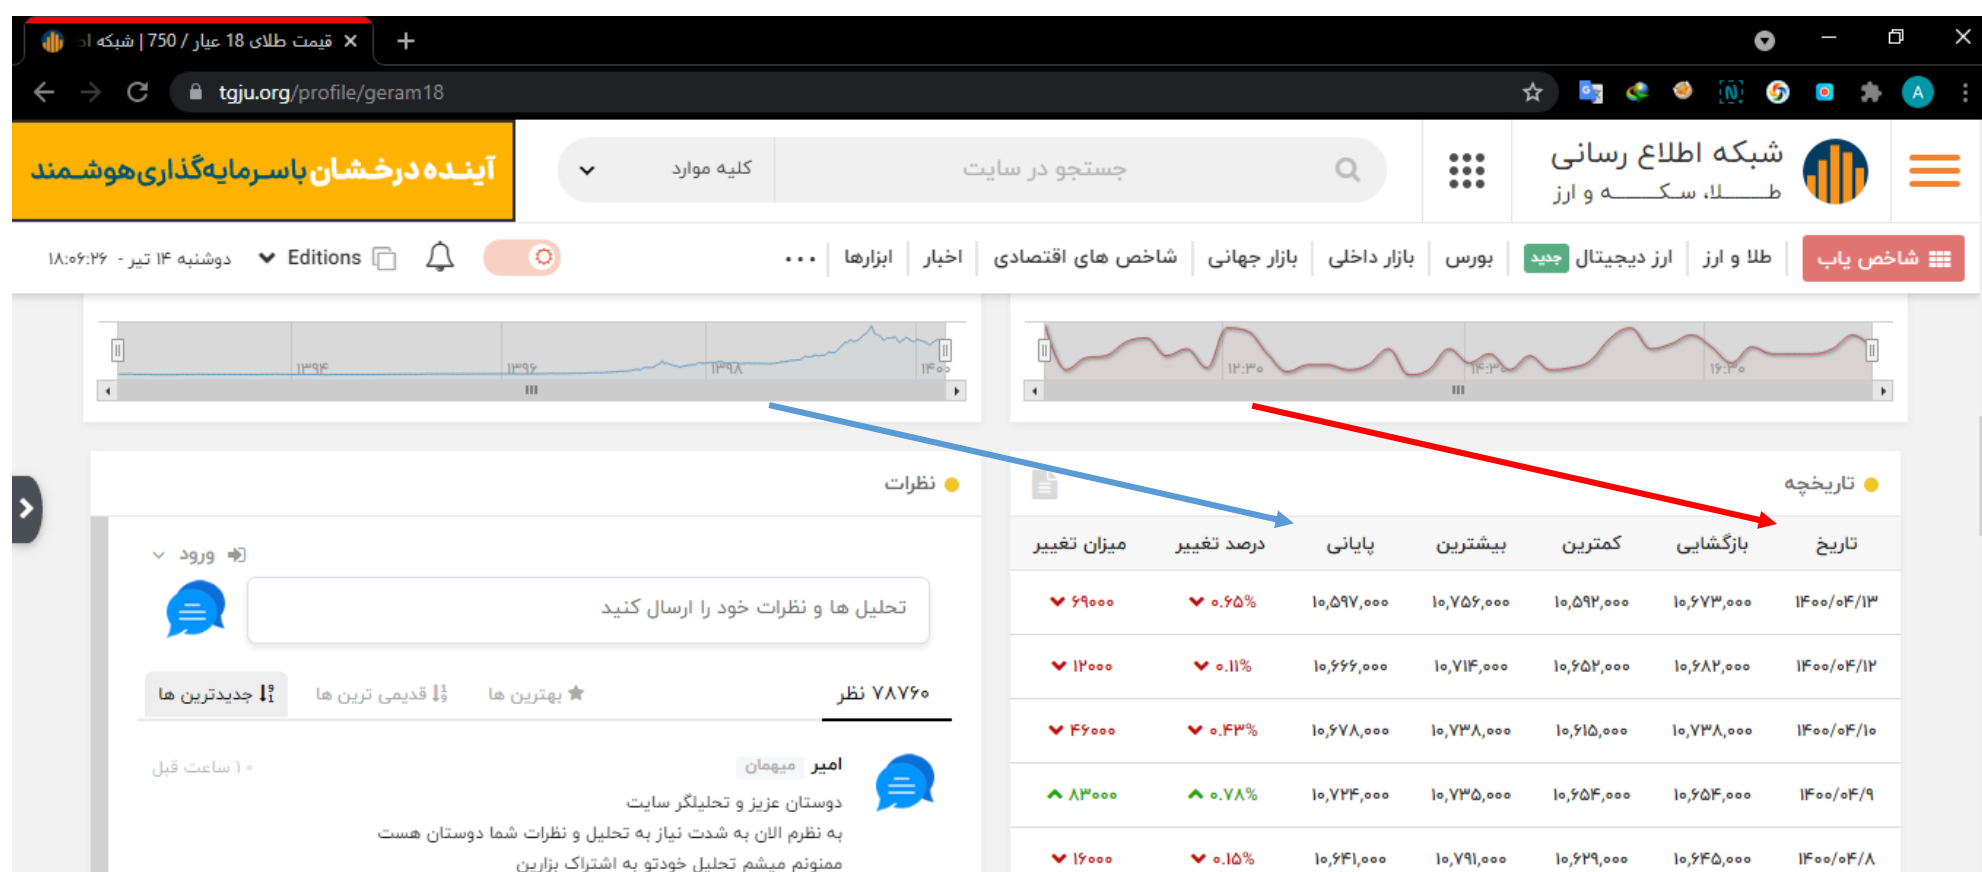 قیمت طلای 18 عیار / 750 | شبکه
tgju.org/profile/geram18
A
آینده درخشان باسرمایه‌گذاری‌هوشمند
کلیه موارد
جستجو در سایت
شبکه اطلاع رسانی
طلا، سکه و ارز
شاخص یاب
طلا و ارز
ارز دیجیتال جدید
بورس
بازار داخلی
بازار جهانی
شاخص های اقتصادی
اخبار
ابزارها
Editions
دوشنبه ۱۴ تیر - ۱۸:۰۶:۲۶
۱۳۹۴ ۱۳۹۶ ۱۳۹۸ ۱۴۰۰
۱۲:۳۰ ۱۴:۳۰ ۱۶:۳۰
تاریخچه
تاریخ بازگشایی کمترین بیشترین پایانی درصد تغییر میزان تغییر
۱۴۰۰/۰۴/۱۳ ۱۰,۶۷۳,۰۰۰ ۱۰,۵۹۲,۰۰۰ ۱۰,۷۵۶,۰۰۰ ۱۰,۵۹۷,۰۰۰ ۰.۶۵% ۶۹۰۰۰
۱۴۰۰/۰۴/۱۲ ۱۰,۶۸۲,۰۰۰ ۱۰,۶۵۲,۰۰۰ ۱۰,۷۱۴,۰۰۰ ۱۰,۶۶۶,۰۰۰ ۰.۱۱% ۱۲۰۰۰
۱۴۰۰/۰۴/۱۰ ۱۰,۷۳۸,۰۰۰ ۱۰,۶۱۵,۰۰۰ ۱۰,۷۳۸,۰۰۰ ۱۰,۶۷۸,۰۰۰ ۰.۴۳% ۴۶۰۰۰
۱۴۰۰/۰۴/۹ ۱۰,۶۵۴,۰۰۰ ۱۰,۶۵۴,۰۰۰ ۱۰,۷۳۵,۰۰۰ ۱۰,۷۲۴,۰۰۰ ۰.۷۸% ۸۳۰۰۰
۱۴۰۰/۰۴/۸ ۱۰,۶۴۵,۰۰۰ ۱۰,۶۲۹,۰۰۰ ۱۰,۷۹۱,۰۰۰ ۱۰,۶۴۱,۰۰۰ ۰.۱۵% ۱۶۰۰۰
نظرات
ورود
تحلیل ها و نظرات خود را ارسال کنید
۷۸۷۶۰ نظر
بهترین ها
قدیمی ترین ها
جدیدترین ها
امیر میهمان
۱۰ ساعت قبل
دوستان عزیز و تحلیلگر سایت
به نظرم الان به شدت نیاز به تحلیل و نظرات شما دوستان هست
ممنونم میشم تحلیل خودتو به اشتراک بزارین